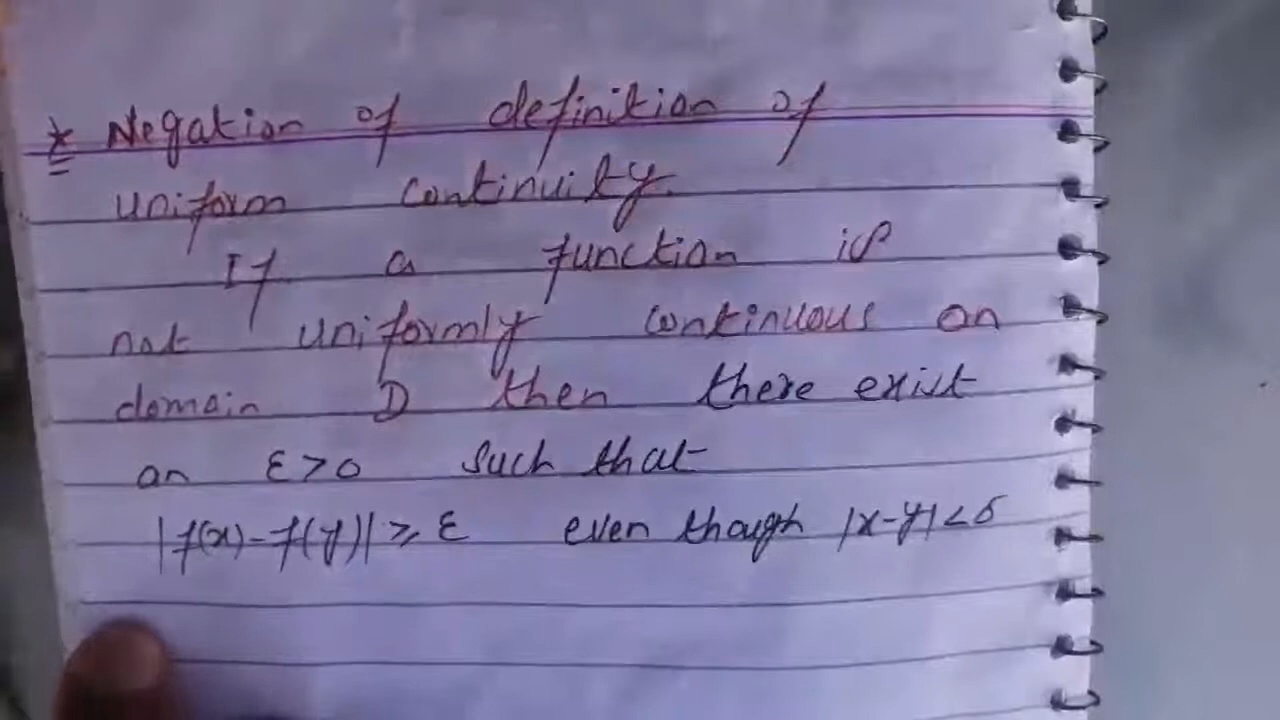 * Negation of definition of
uniform continuity.
If a function is
not uniformly continuous on
domain D then there exist
an ε>0 such that
|f(x)-f(y)|≥ε even though |x-y|<δ